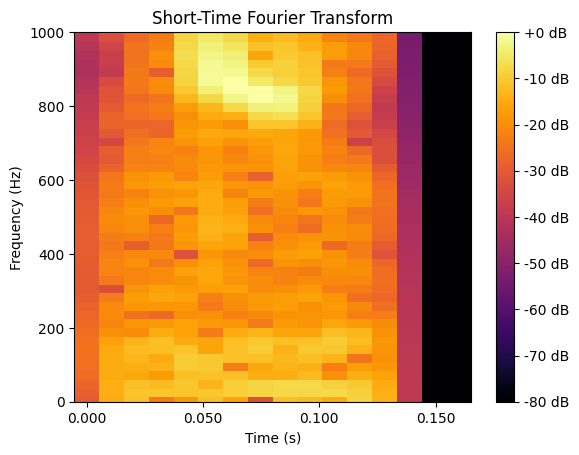 Short-Time Fourier Transform
1000
800
600
400
200
0
Frequency (Hz)
0.000
0.050
0.100
0.150
Time (s)
+0 dB
-10 dB
-20 dB
-30 dB
-40 dB
-50 dB
-60 dB
-70 dB
-80 dB